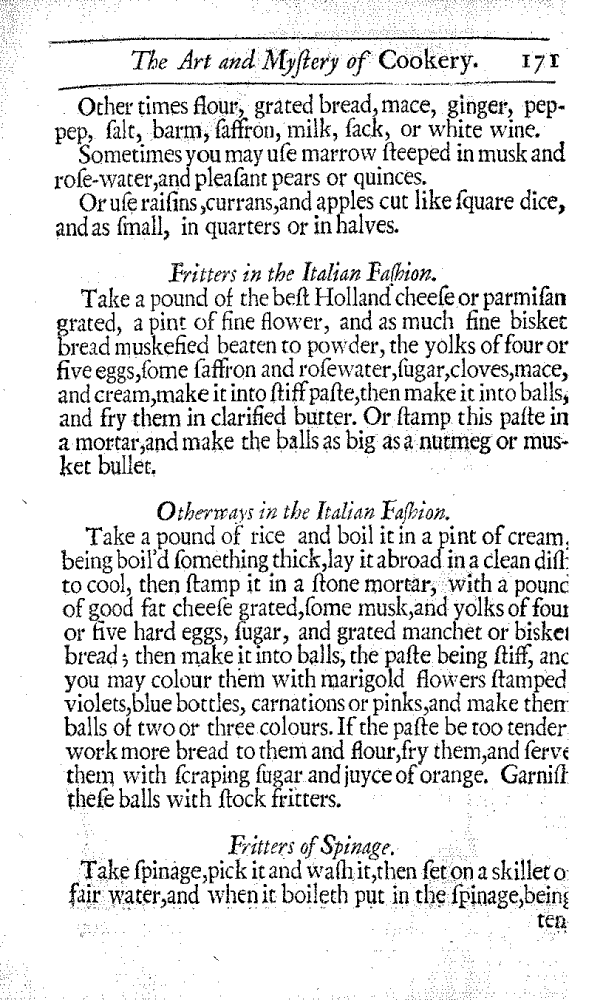 The Art and Myſtery of Cookery. 171
Other times flour, grated bread, mace, ginger, pep-
pep, ſalt, barm, ſaffron, milk, ſack, or white wine.
Sometimes you may uſe marrow ſteeped in musk and
roſe-water,and pleaſant pears or quinces.
Or uſe raiſins,currans,and apples cut like ſquare dice,
and as ſmall, in quarters or in halves.
Fritters in the Italian Faſhion.
Take a pound of the beſt Holland cheeſe or parmiſan
grated, a pint of fine flower, and as much fine bisket
bread muskefied beaten to powder, the yolks of four or
five eggs,ſome ſaffron and roſewater,ſugar,cloves,mace,
and cream,make it into ſtiff paſte,then make it into balls,
and fry them in clarified butter. Or ſtamp this paſte in
a mortar,and make the balls as big as a nutmeg or mus-
ket bullet.
Otherways in the Italian Faſhion.
Take a pound of rice and boil it in a pint of cream,
being boil'd ſomething thick,lay it abroad in a clean diſh
to cool, then ſtamp it in a ſtone mortar, with a pound
of good fat cheeſe grated,ſome musk,and yolks of four
or five hard eggs, ſugar, and grated manchet or bisket
bread; then make it into balls, the paſte being ſtiff, and
you may colour them with marigold flowers ſtamped
violets,blue bottles, carnations or pinks,and make them
balls of two or three colours. If the paſte be too tender
work more bread to them and flour,fry them,and ſerve
them with ſcraping ſugar and juyce of orange. Garniſh
theſe balls with ſtock fritters.
Fritters of Spinage.
Take ſpinage,pick it and waſh it,then ſet on a skillet o
fair water,and when it boileth put in the ſpinage,being
ten